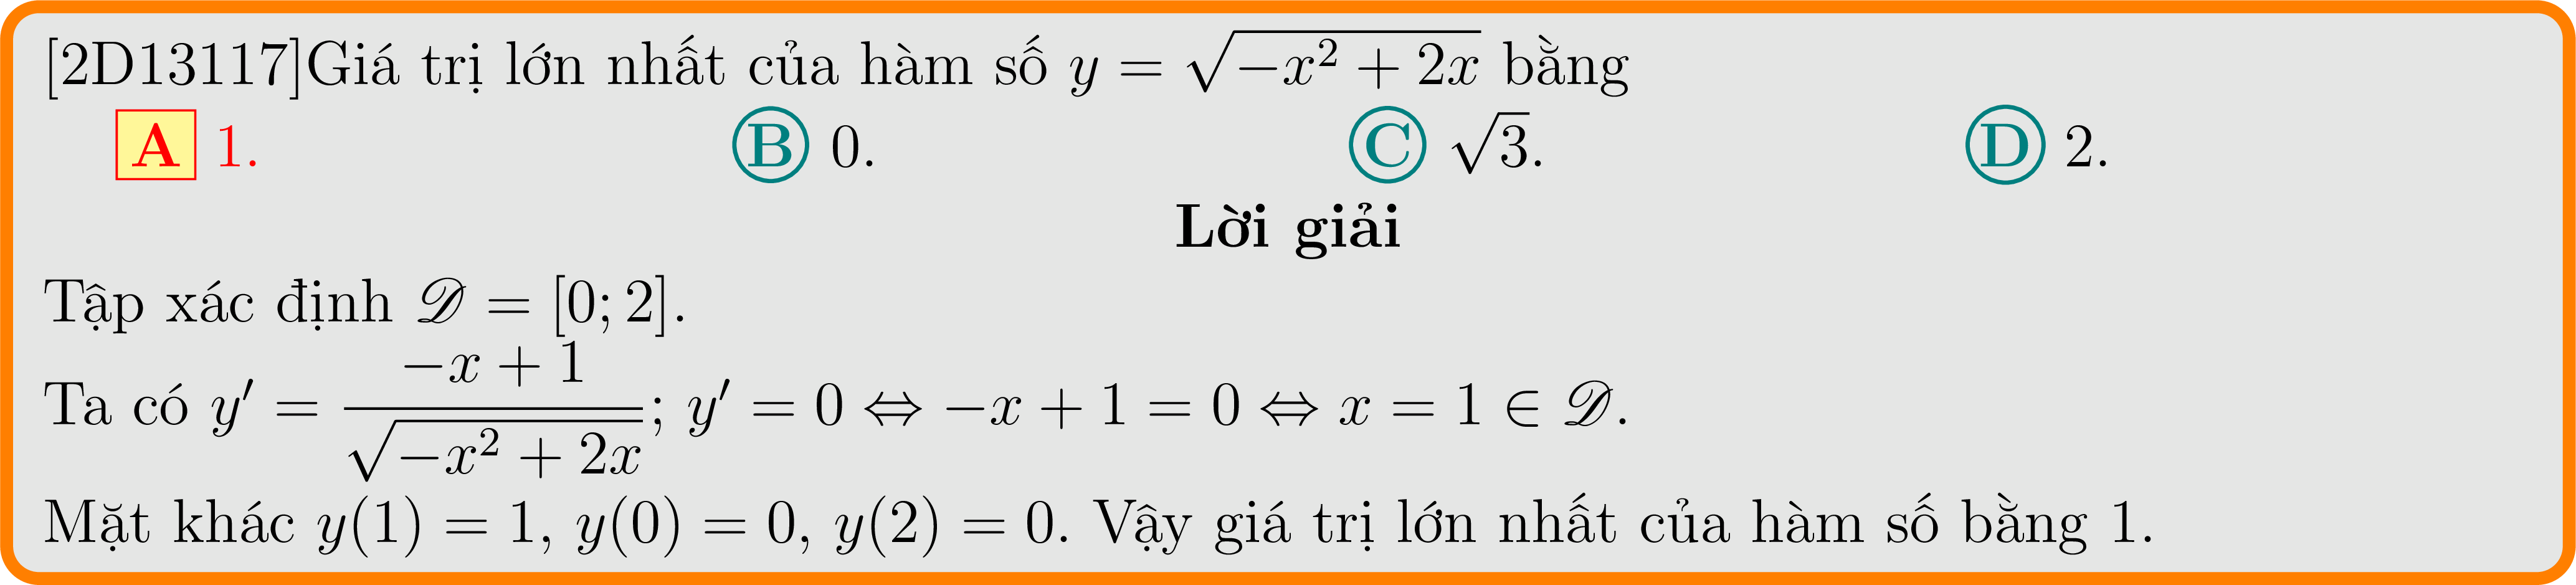 [2D13117]Giá trị lớn nhất của hàm số $y = \sqrt{-x^2 + 2x}$ bằng
A 1. B 0. C $\sqrt{3}$. D 2.
Lời giải
Tập xác định $\mathscr{D} = [0; 2]$.
Ta có $y' = \dfrac{-x + 1}{\sqrt{-x^2 + 2x}}$; $y' = 0 \Leftrightarrow -x + 1 = 0 \Leftrightarrow x = 1 \in \mathscr{D}$.
Mặt khác $y(1) = 1$, $y(0) = 0$, $y(2) = 0$. Vậy giá trị lớn nhất của hàm số bằng 1.